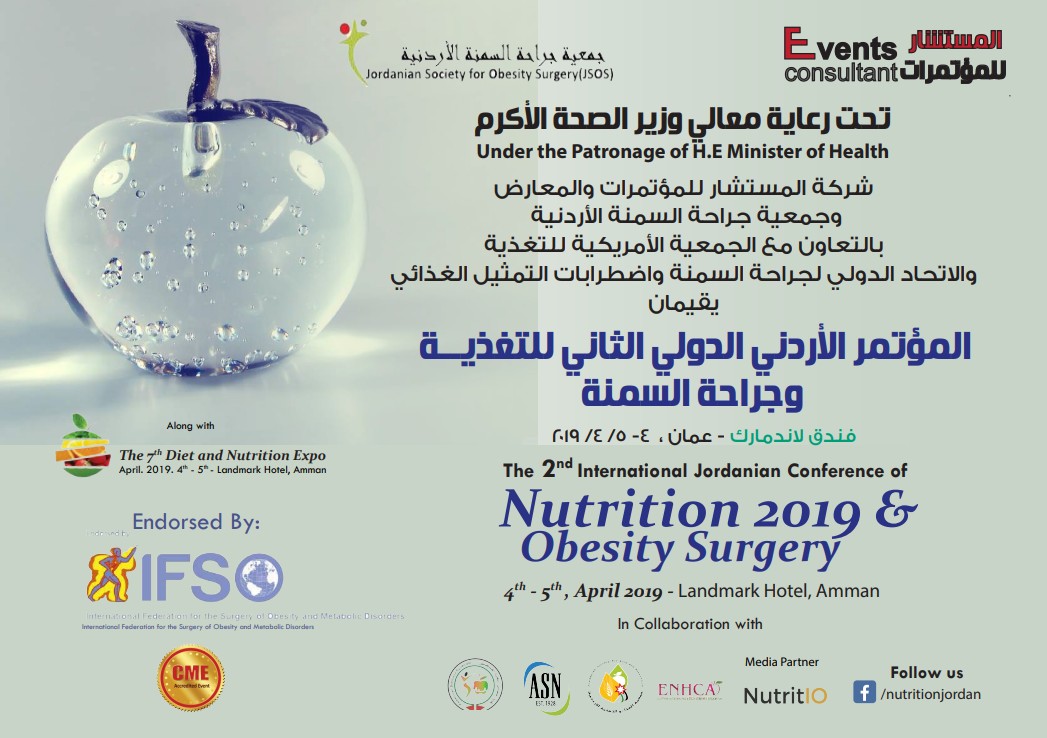 جمعية جراحة السمنة الأردنية
Jordanian Society for Obesity Surgery(JSOS)
Events المستشار
consultant للمؤتمرات
تحت رعاية معالي وزير الصحة الأكرم
Under the Patronage of H.E Minister of Health
شركة المستشار للمؤتمرات والمعارض
وجمعية جراحة السمنة الأردنية
بالتعاون مع الجمعية الأمريكية للتغذية
والاتحاد الدولي لجراحة السمنة واضطرابات التمثيل الغذائي
يقيمان
المؤتمر الأردني الدولي الثاني للتغذيــة
وجراحة السمنة
فندق لاندمارك - عمان ، ٤- ٥/ ٤/ ٢٠١٩
Along with
The 7th Diet and Nutrition Expo
April. 2019. 4th - 5th - Landmark Hotel, Amman
The 2nd International Jordanian Conference of
Nutrition 2019 &
Obesity Surgery
4th - 5th, April 2019 - Landmark Hotel, Amman
Endorsed By:
IFSO
International Federation for the Surgery of Obesity and Metabolic Disorders
International Federation for the Surgery of Obesity and Metabolic Disorders
CME
Accredited Event
In Collaboration with
ASN
EST. 1928
ENHCA
Media Partner
NutritIO
Follow us
/nutritionjordan